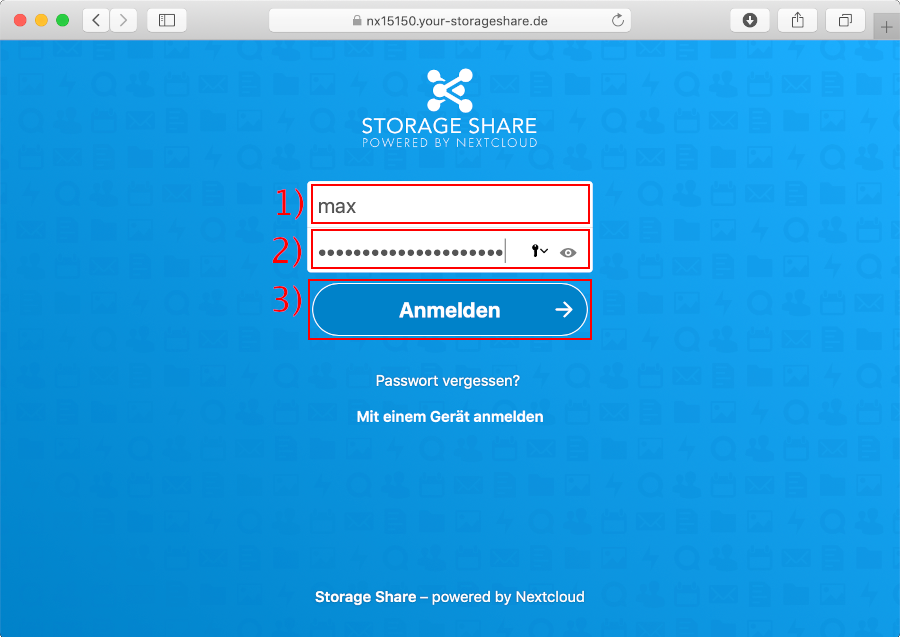 nx15150.your-storageshare.de
STORAGE SHARE
POWERED BY NEXTCLOUD
1) max
2) •••••••••••••••••••••
3) Anmelden →
Passwort vergessen?
Mit einem Gerät anmelden
Storage Share – powered by Nextcloud